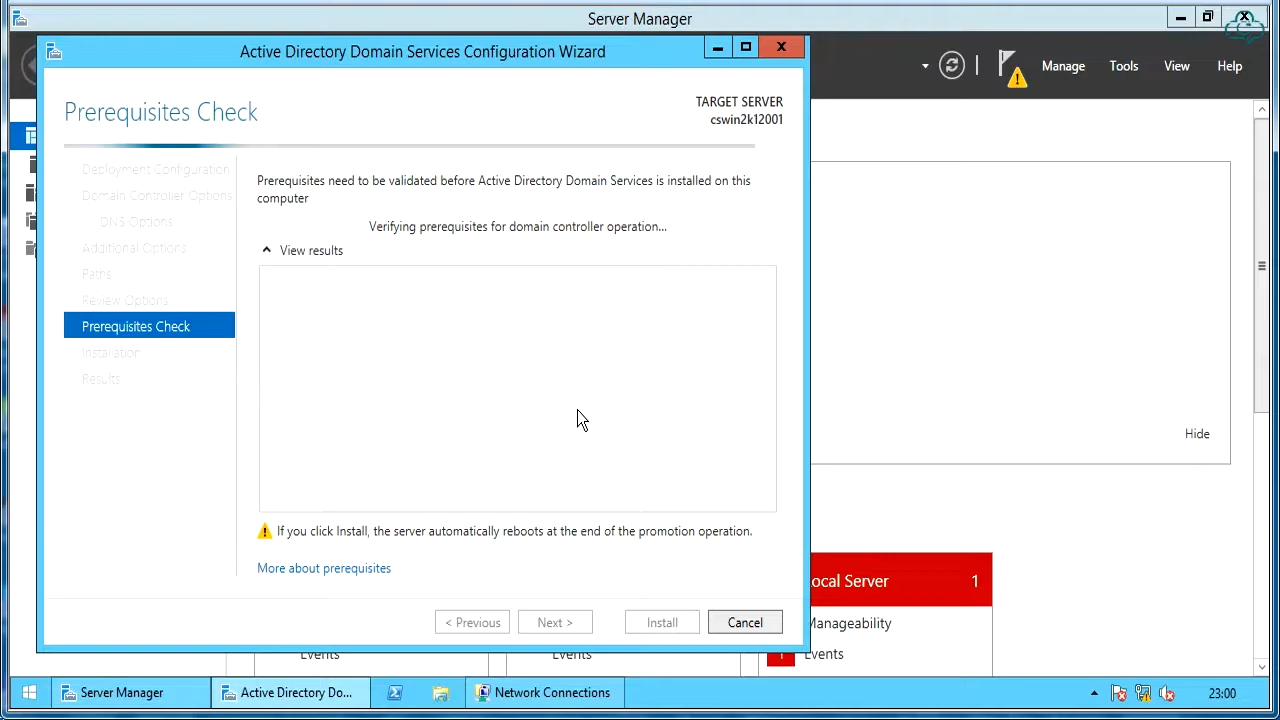 Server Manager
Active Directory Domain Services Configuration Wizard
Manage
Tools
View
Help
Prerequisites Check
TARGET SERVER
cswin2k12001
Deployment Configuration
Domain Controller Options
DNS Options
Additional Options
Paths
Review Options
Prerequisites Check
Installation
Results
Prerequisites need to be validated before Active Directory Domain Services is installed on this
computer
Verifying prerequisites for domain controller operation...
View results
If you click Install, the server automatically reboots at the end of the promotion operation.
More about prerequisites
< Previous
Next >
Install
Cancel
Hide
ocal Server
1
Manageability
Events
Events
1
Events
Server Manager
Active Directory Do...
Network Connections
23:00